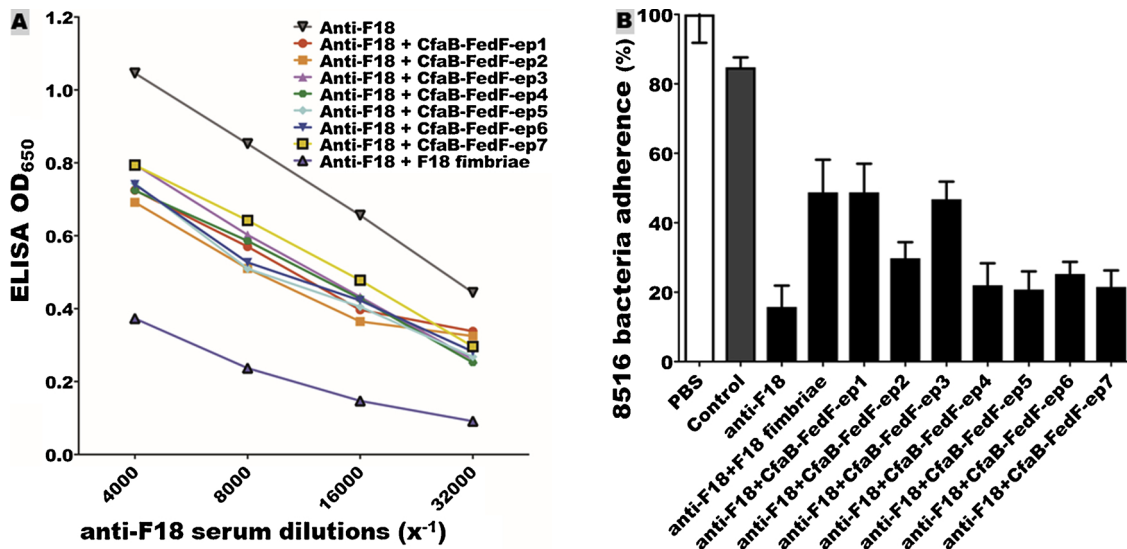 A
1.2
1.0
0.8
0.6
0.4
0.2
0.0
ELISA OD650
4000
8000
16000
32000
anti-F18 serum dilutions (x-1)
Anti-F18
Anti-F18 + CfaB-FedF-ep1
Anti-F18 + CfaB-FedF-ep2
Anti-F18 + CfaB-FedF-ep3
Anti-F18 + CfaB-FedF-ep4
Anti-F18 + CfaB-FedF-ep5
Anti-F18 + CfaB-FedF-ep6
Anti-F18 + CfaB-FedF-ep7
Anti-F18 + F18 fimbriae
B
100
80
60
40
20
0
8516 bacteria adherence (%)
PBS
Control
anti-F18
anti-F18+F18 fimbriae
anti-F18+CfaB-FedF-ep1
anti-F18+CfaB-FedF-ep2
anti-F18+CfaB-FedF-ep3
anti-F18+CfaB-FedF-ep4
anti-F18+CfaB-FedF-ep5
anti-F18+CfaB-FedF-ep6
anti-F18+CfaB-FedF-ep7